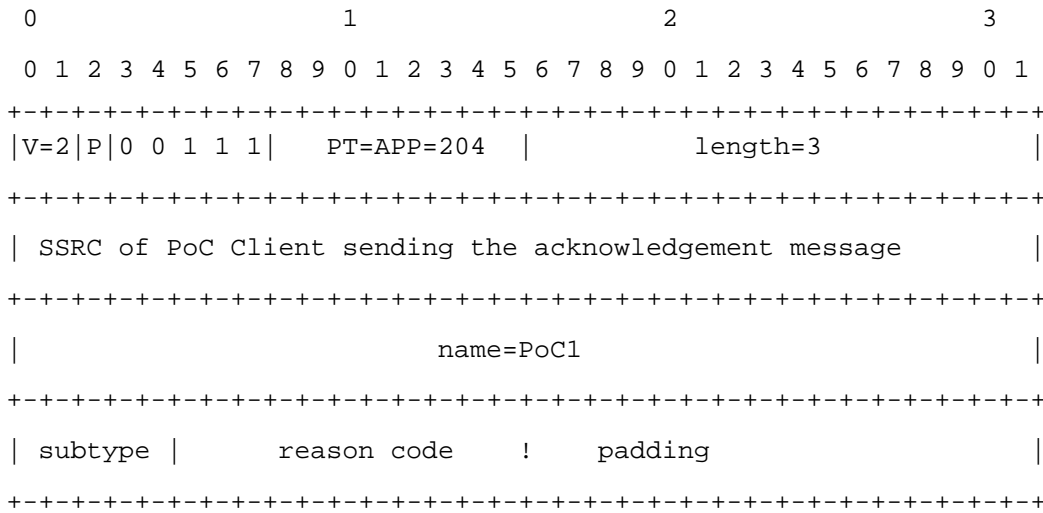 0                   1                   2                   3
0 1 2 3 4 5 6 7 8 9 0 1 2 3 4 5 6 7 8 9 0 1 2 3 4 5 6 7 8 9 0 1
+-+-+-+-+-+-+-+-+-+-+-+-+-+-+-+-+-+-+-+-+-+-+-+-+-+-+-+-+-+-+-+-+
|V=2|P|0 0 1 1 1|   PT=APP=204  |          length=3             |
+-+-+-+-+-+-+-+-+-+-+-+-+-+-+-+-+-+-+-+-+-+-+-+-+-+-+-+-+-+-+-+-+
| SSRC of PoC Client sending the acknowledgement message        |
+-+-+-+-+-+-+-+-+-+-+-+-+-+-+-+-+-+-+-+-+-+-+-+-+-+-+-+-+-+-+-+-+
|                          name=PoC1                            |
+-+-+-+-+-+-+-+-+-+-+-+-+-+-+-+-+-+-+-+-+-+-+-+-+-+-+-+-+-+-+-+-+
| subtype |      reason code    !    padding                    |
+-+-+-+-+-+-+-+-+-+-+-+-+-+-+-+-+-+-+-+-+-+-+-+-+-+-+-+-+-+-+-+-+